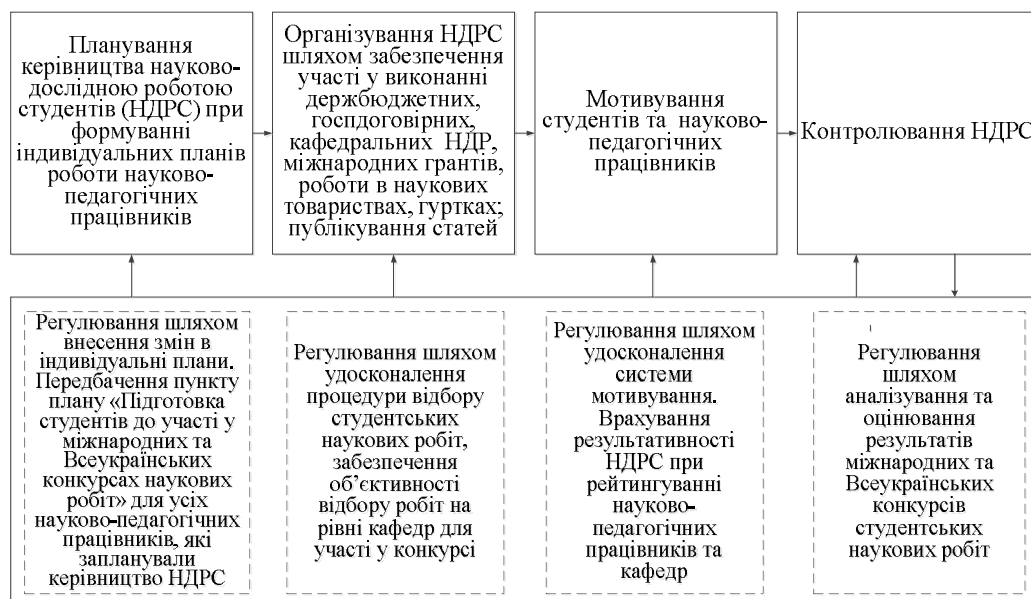 Планування
керівництва науково-
дослідною роботою
студентів (НДРС) при
формуванні
індивідуальних планів
роботи науково-
педагогічних
працівників
Організування НДРС
шляхом забезпечення
участі у виконанні
держбюджетних,
госпдоговірних,
кафедральних НДР,
міжнародних грантів,
роботи в наукових
товариствах, гуртках;
публікування статей
Мотивування
студентів та науково-
педагогічних
працівників
Контролювання НДРС
Регулювання шляхом
внесення змін в
індивідуальні плани.
Передбачення пункту
плану «Підготовка
студентів до участі у
міжнародних та
Всеукраїнських
конкурсах наукових
робіт» для усіх
науково-педагогічних
працівників, які
запланували
керівництво НДРС
Регулювання шляхом
удосконалення
процедури відбору
студентських
наукових робіт,
забезпечення
об’єктивності
відбору робіт на
рівні кафедр для
участі у конкурсі
Регулювання шляхом
удосконалення
системи
мотивування.
Врахування
результативності
НДРС при
рейтингуванні
науково-
педагогічних
працівників та
кафедр
Регулювання
шляхом
аналізування та
оцінювання
результатів
міжнародних та
Всеукраїнських
конкурсів
студентських
наукових робіт